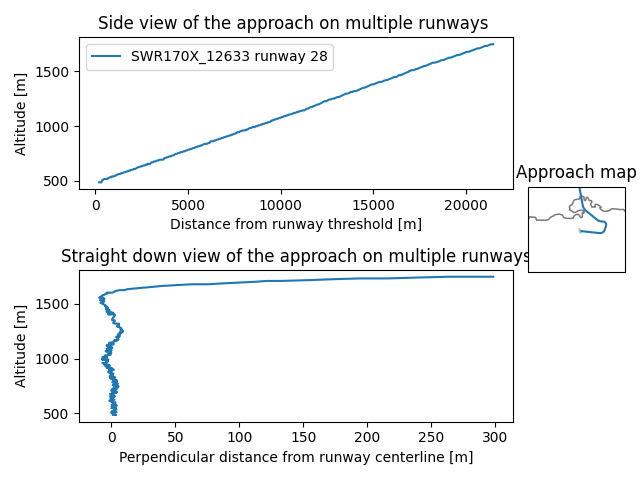 Side view of the approach on multiple runways
SWR170X_12633 runway 28
Altitude [m]
1500
1000
500
0 5000 10000 15000 20000
Distance from runway threshold [m]
Approach map
Straight down view of the approach on multiple runways
Altitude [m]
1500
1000
500
0 50 100 150 200 250 300
Perpendicular distance from runway centerline [m]